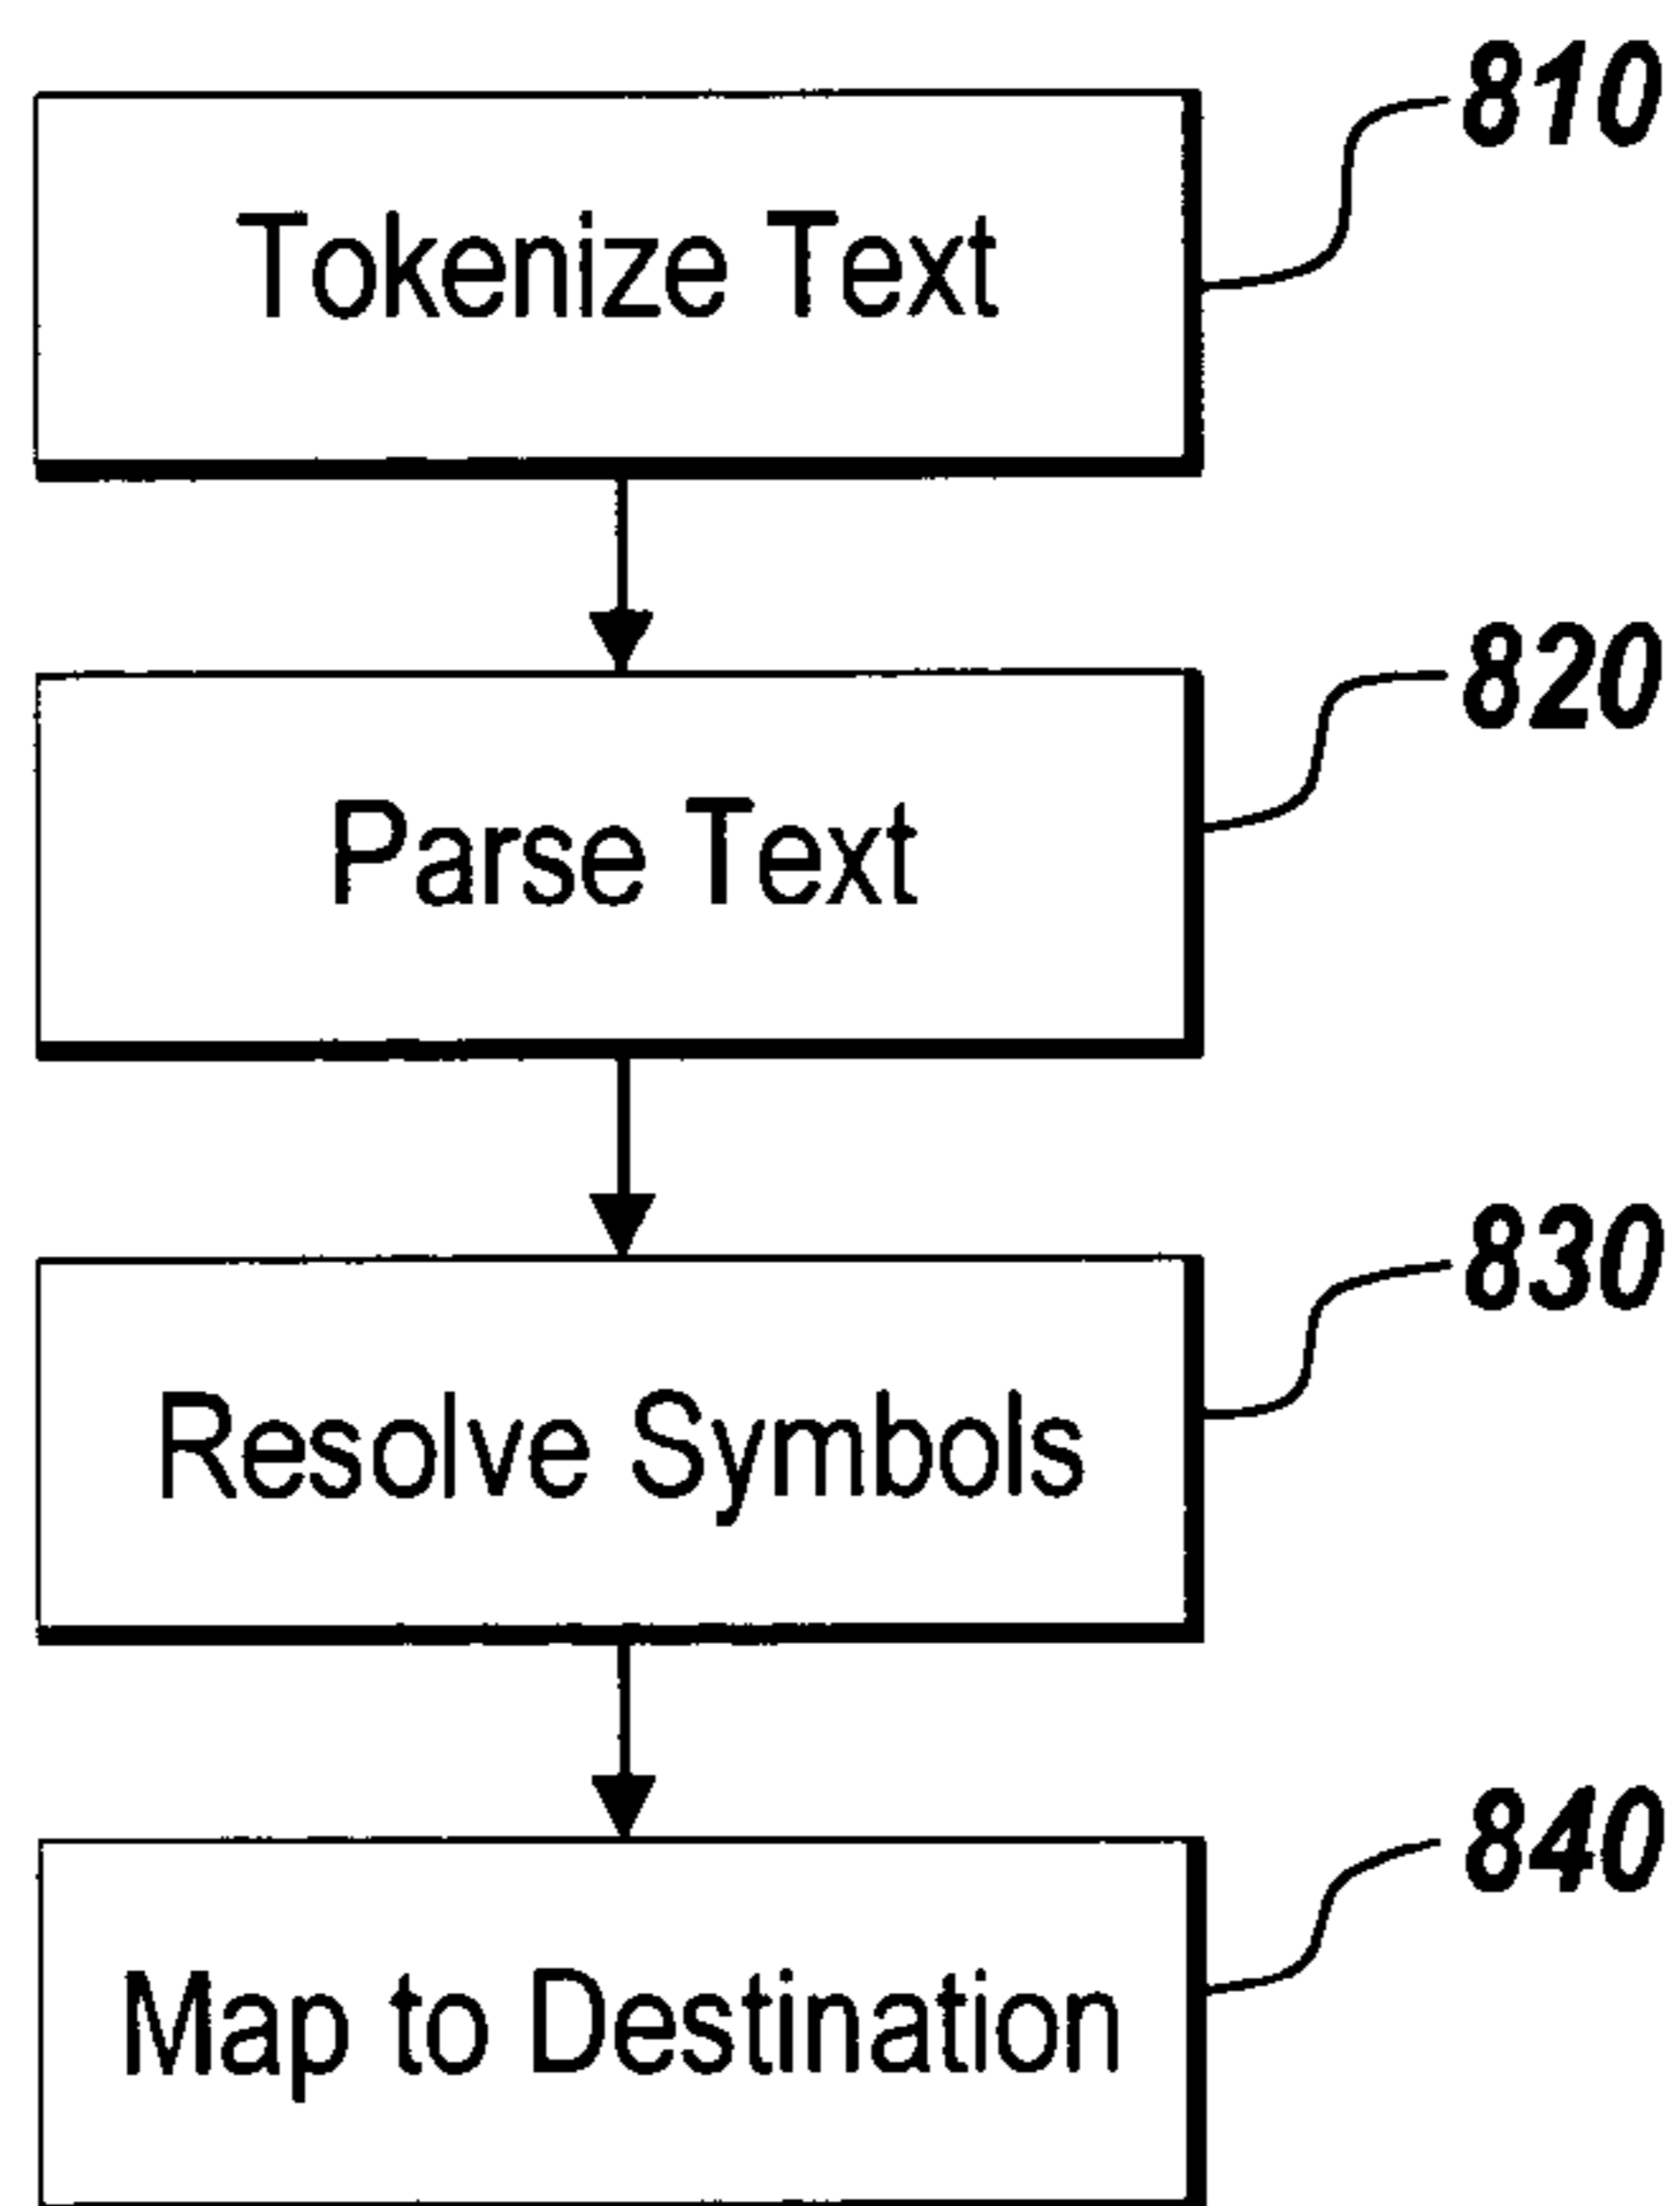 810
Tokenize Text
820
Parse Text
830
Resolve Symbols
840
Map to Destination